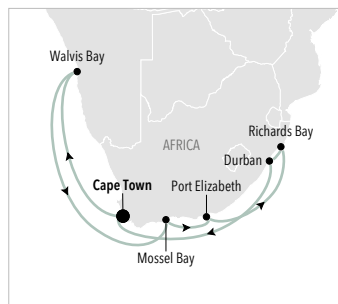 Walvis Bay
AFRICA
Richards Bay
Durban
Cape Town
Port Elizabeth
Mossel Bay